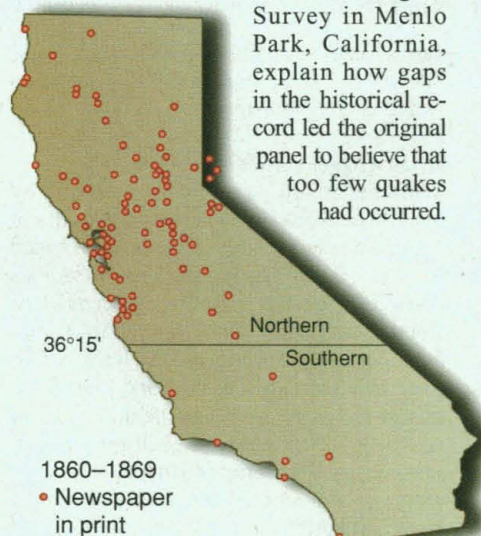 Survey in Menlo
Park, California,
explain how gaps
in the historical re-
cord led the original
panel to believe that
too few quakes
had occurred.
Northern
36°15'
Southern
1860–1869
Newspaper
in print